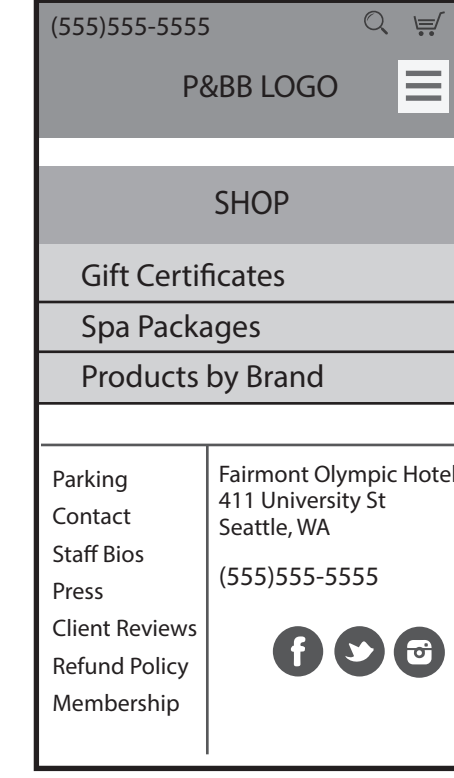 (555)555-5555
P&BB LOGO
SHOP
Gift Certificates
Spa Packages
Products by Brand
Parking
Contact
Staff Bios
Press
Client Reviews
Refund Policy
Membership
Fairmont Olympic Hotel
411 University St
Seattle, WA
(555)555-5555